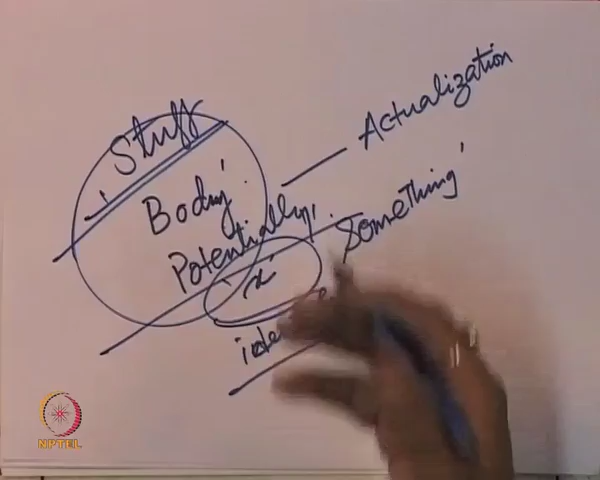 'Stuff
Body'
Potentially'
— Actualization
Something'
x'
NPTEL